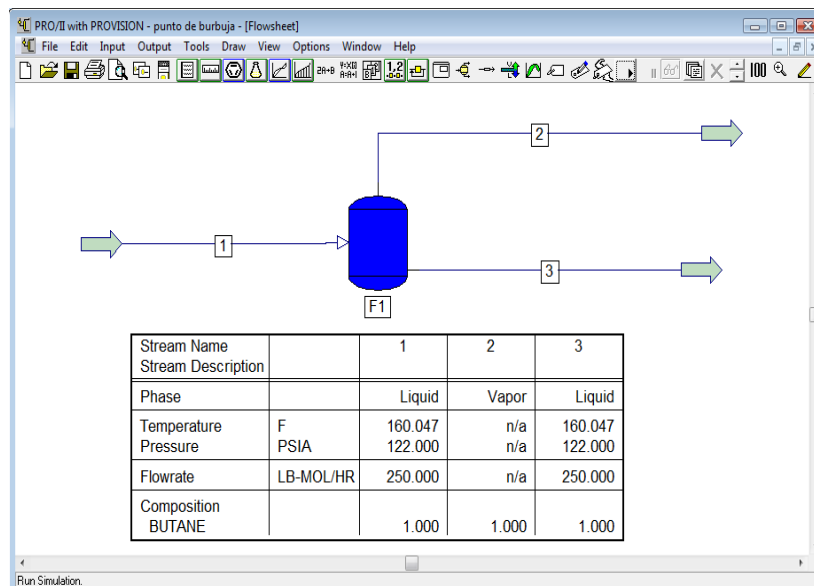 PRO/II with PROVISION - punto de burbuja - [Flowsheet]
File Edit Input Output Tools Draw View Options Window Help
1,2
100
2
1
3
F1
Stream Name 1 2 3
Stream Description
Phase Liquid Vapor Liquid
Temperature F 160.047 n/a 160.047
Pressure PSIA 122.000 n/a 122.000
Flowrate LB-MOL/HR 250.000 n/a 250.000
Composition
BUTANE 1.000 1.000 1.000
Run Simulation.